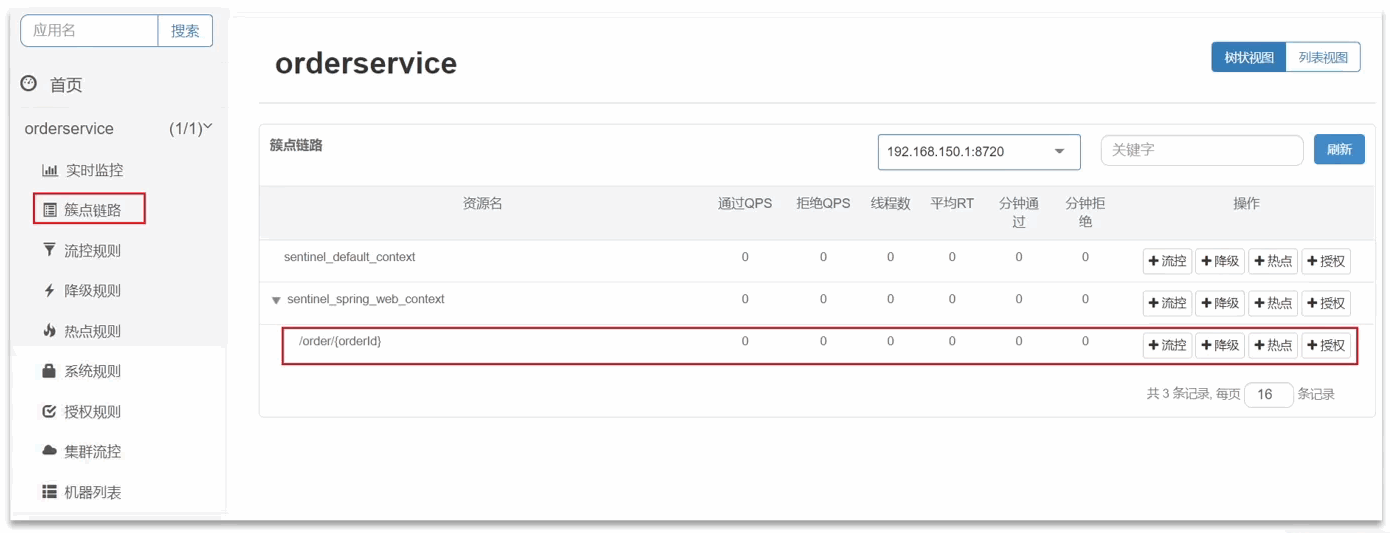 应用名 搜索
首页
orderservice (1/1)
实时监控
簇点链路
流控规则
降级规则
热点规则
系统规则
授权规则
集群流控
机器列表
orderservice
树状视图 列表视图
簇点链路 192.168.150.1:8720 关键字 刷新
资源名 通过QPS 拒绝QPS 线程数 平均RT 分钟通过 分钟拒绝 操作
sentinel_default_context 0 0 0 0 0 0 流控 降级 热点 授权
sentinel_spring_web_context 0 0 0 0 0 0 流控 降级 热点 授权
/order/{orderId} 0 0 0 0 0 0 流控 降级 热点 授权
共 3 条记录, 每页 16 条记录